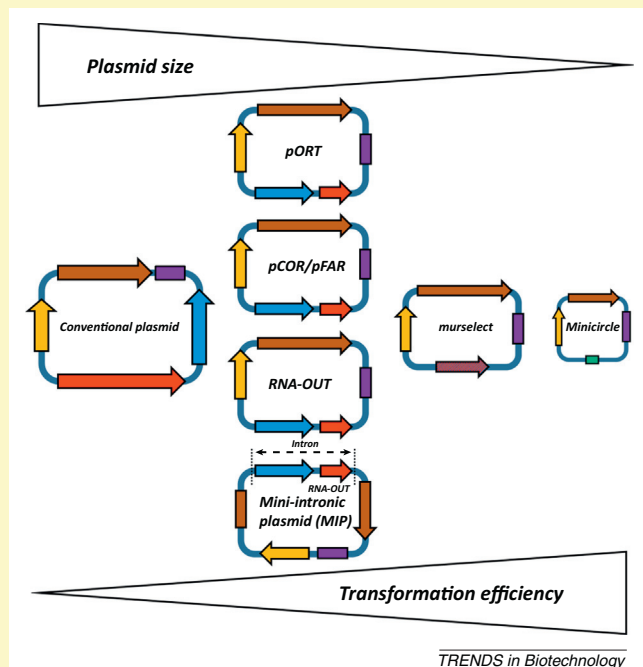 Plasmid size
pORT
pCOR/pFAR
Conventional plasmid
murselect
Minicircle
RNA-OUT
Intron
RNA-OUT
Mini-intronic
plasmid (MIP)
Transformation efficiency
TRENDS in Biotechnology